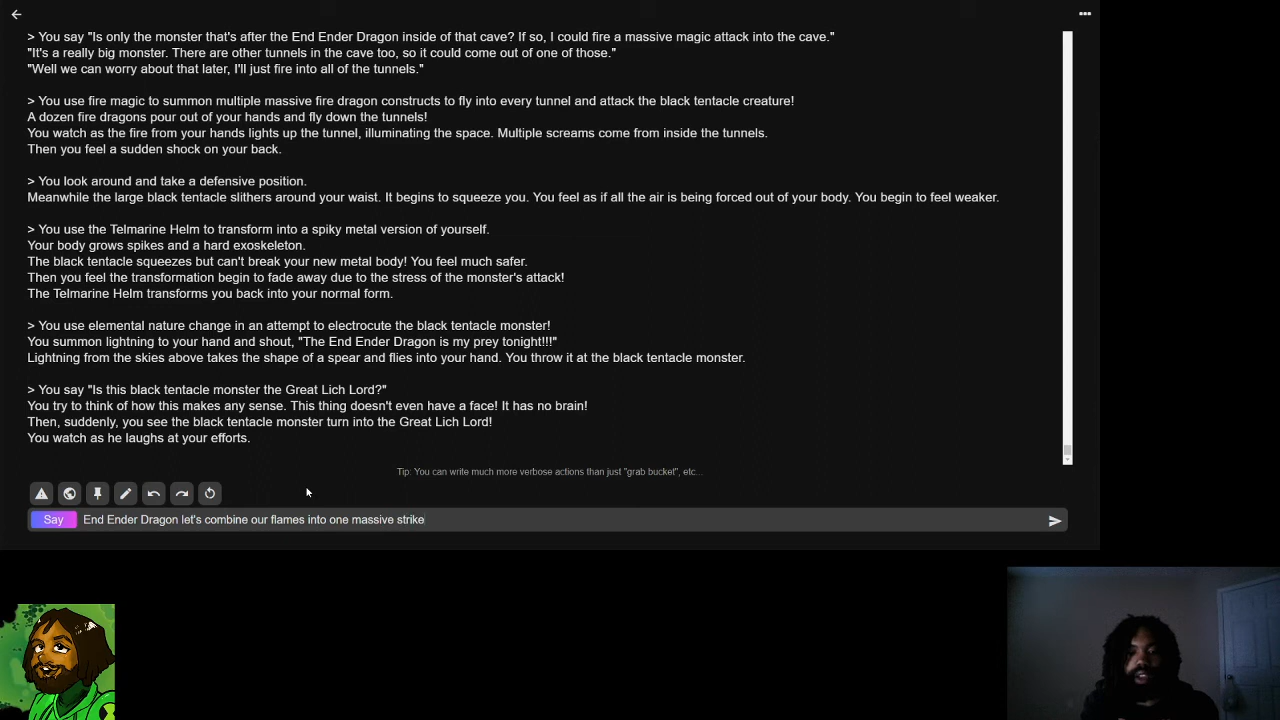 > You say "Is only the monster that's after the End Ender Dragon inside of that cave? If so, I could fire a massive magic attack into the cave."
"It's a really big monster. There are other tunnels in the cave too, so it could come out of one of those."
"Well we can worry about that later, I'll just fire into all of the tunnels."
> You use fire magic to summon multiple massive fire dragon constructs to fly into every tunnel and attack the black tentacle creature!
A dozen fire dragons pour out of your hands and fly down the tunnels!
You watch as the fire from your hands lights up the tunnel, illuminating the space. Multiple screams come from inside the tunnels.
Then you feel a sudden shock on your back.
> You look around and take a defensive position.
Meanwhile the large black tentacle slithers around your waist. It begins to squeeze you. You feel as if all the air is being forced out of your body. You begin to feel weaker.
> You use the Telmarine Helm to transform into a spiky metal version of yourself.
Your body grows spikes and a hard exoskeleton.
The black tentacle squeezes but can't break your new metal body! You feel much safer.
Then you feel the transformation begin to fade away due to the stress of the monster's attack!
The Telmarine Helm transforms you back into your normal form.
> You use elemental nature change in an attempt to electrocute the black tentacle monster!
You summon lightning to your hand and shout, "The End Ender Dragon is my prey tonight!!!"
Lightning from the skies above takes the shape of a spear and flies into your hand. You throw it at the black tentacle monster.
> You say "Is this black tentacle monster the Great Lich Lord?"
You try to think of how this makes any sense. This thing doesn't even have a face! It has no brain!
Then, suddenly, you see the black tentacle monster turn into the Great Lich Lord!
You watch as he laughs at your efforts.
Tip: You can write much more verbose actions than just "grab bucket", etc...
Say End Ender Dragon let's combine our flames into one massive strike